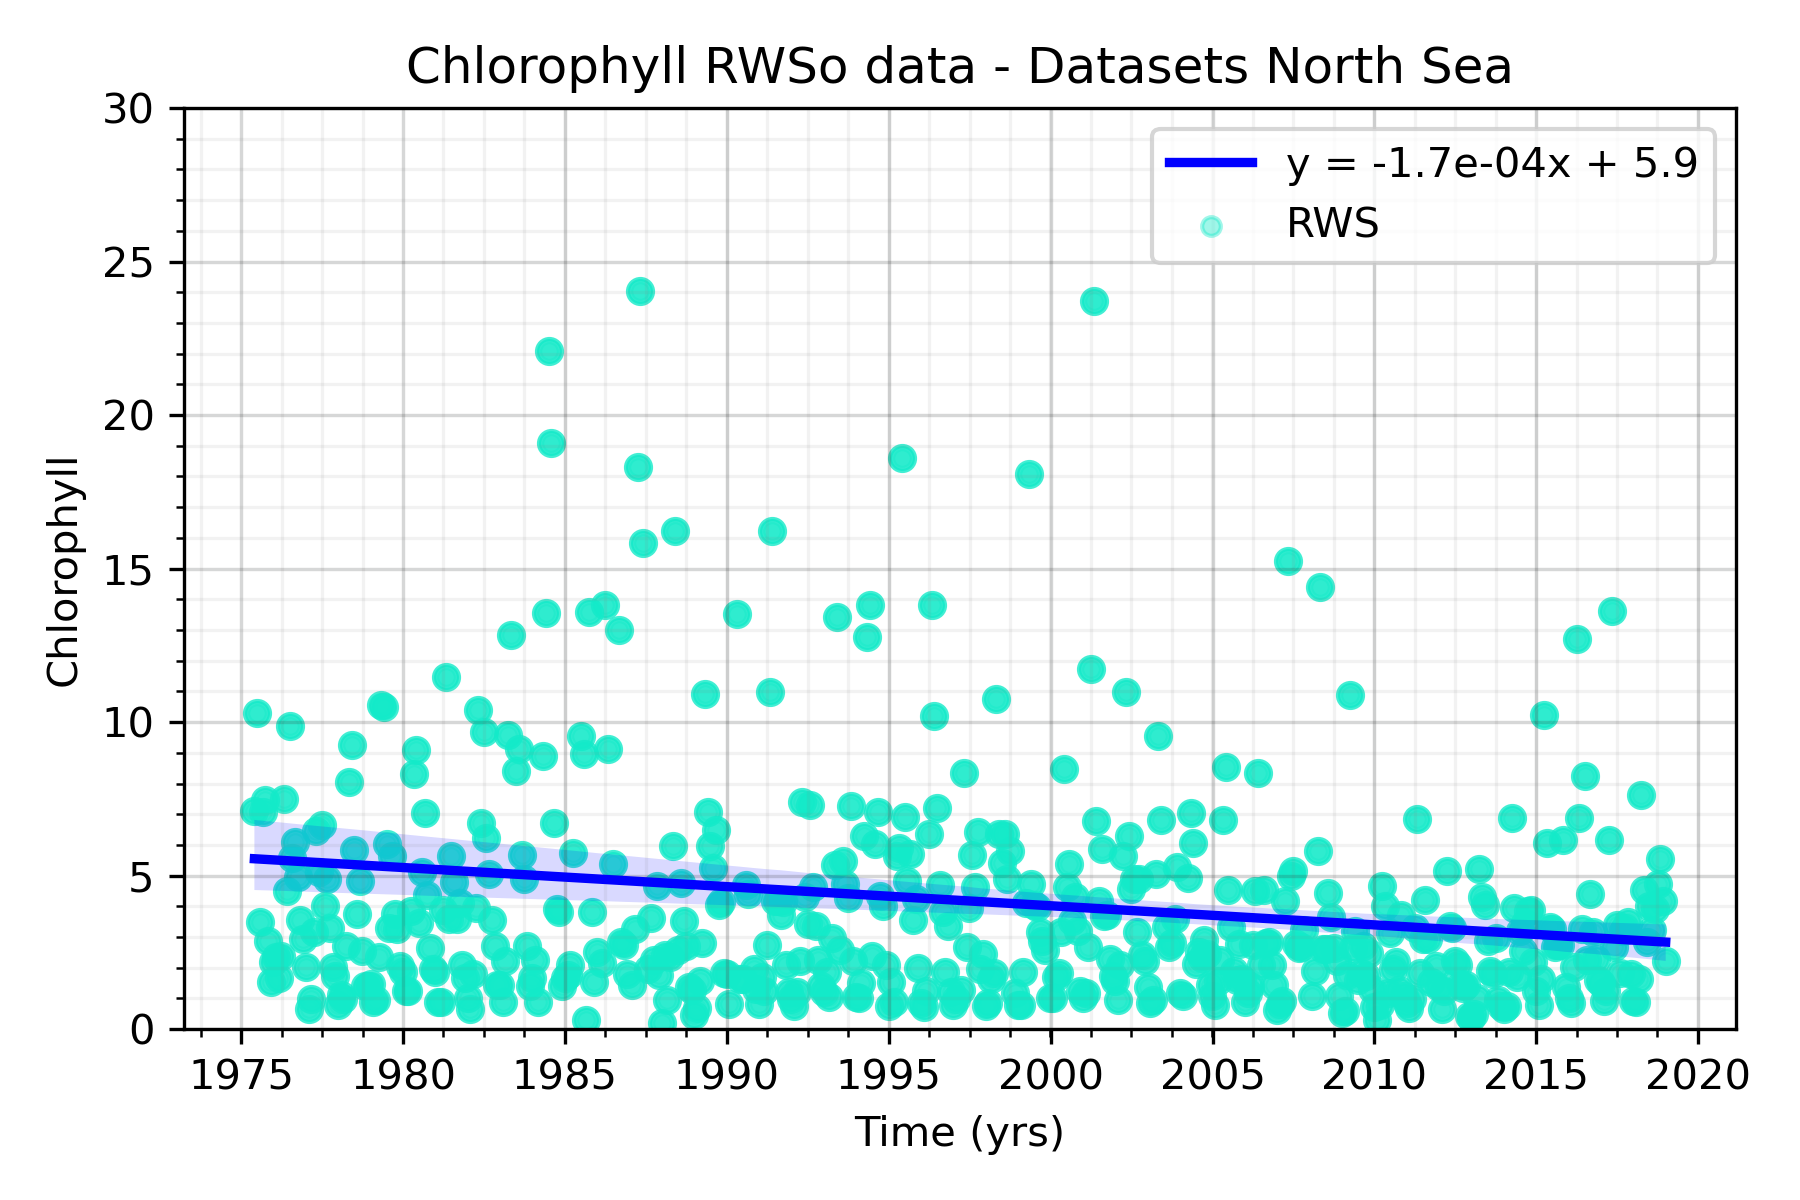 Chlorophyll RWSo data - Datasets North Sea
y = -1.7e-04x + 5.9
RWS
Chlorophyll
30
25
20
15
10
5
0
1975 1980 1985 1990 1995 2000 2005 2010 2015 2020
Time (yrs)